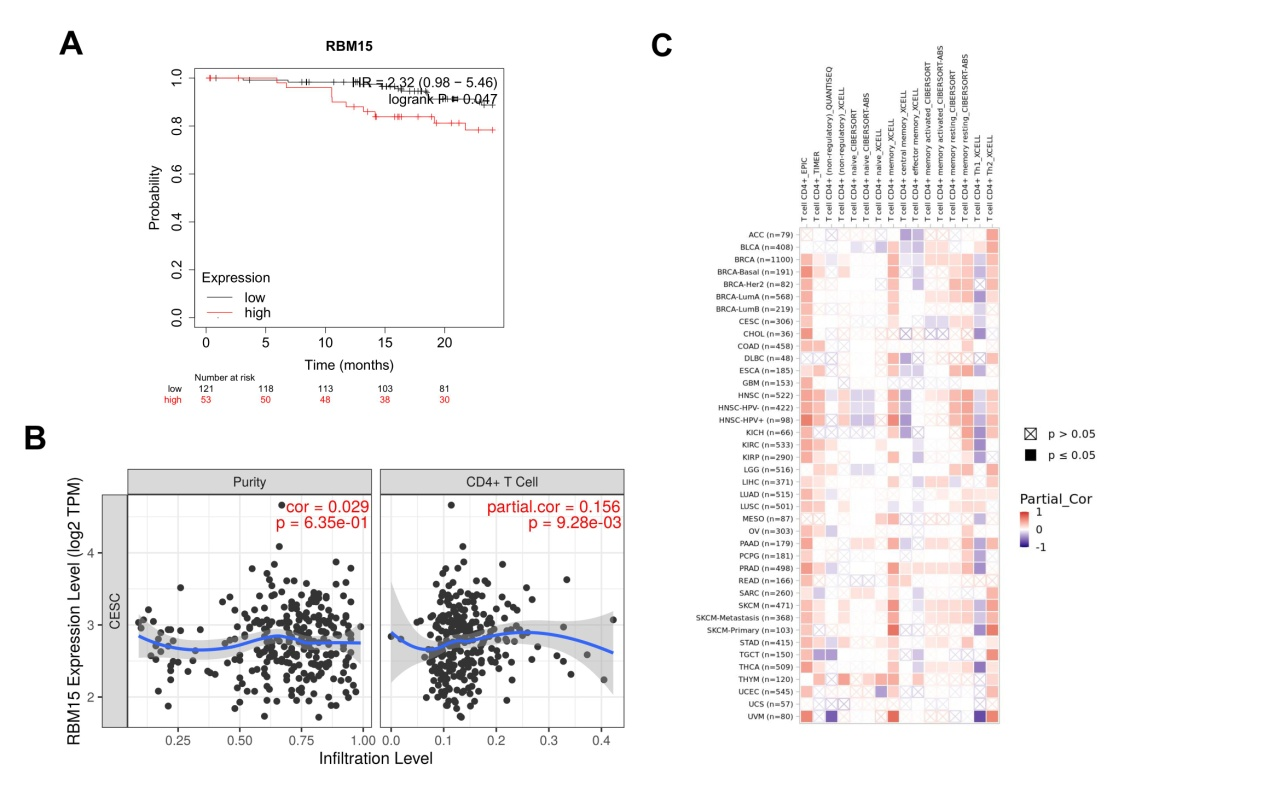 A
RBM15
HR = 2.32 (0.98 − 5.46)
logrank P = 0.047
Probability
1.0
0.8
0.6
0.4
0.2
0.0
Expression
low
high
0 5 10 15 20
Time (months)
Number at risk
low 121 118 113 103 81
high 53 50 48 38 30
B
RBM15 Expression Level (log2 TPM)
CESC
Purity
CD4+ T Cell
cor = 0.029
p = 6.35e-01
partial.cor = 0.156
p = 9.28e-03
4
3
2
0.25 0.50 0.75 1.00
0.0 0.1 0.2 0.3 0.4
Infiltration Level
C
T cell CD4+_EPIC
T cell CD4+_TIMER
T cell CD4+ (non-regulatory)_QUANTISEQ
T cell CD4+ (non-regulatory)_XCELL
T cell CD4+ naive_CIBERSORT
T cell CD4+ naive_CIBERSORT-ABS
T cell CD4+ naive_XCELL
T cell CD4+ memory_XCELL
T cell CD4+ central memory_XCELL
T cell CD4+ effector memory_XCELL
T cell CD4+ memory activated_CIBERSORT
T cell CD4+ memory activated_CIBERSORT-ABS
T cell CD4+ memory resting_CIBERSORT
T cell CD4+ memory resting_CIBERSORT-ABS
T cell CD4+ Th1_XCELL
T cell CD4+ Th2_XCELL
ACC (n=79)
BLCA (n=408)
BRCA (n=1100)
BRCA-Basal (n=191)
BRCA-Her2 (n=82)
BRCA-LumA (n=568)
BRCA-LumB (n=219)
CESC (n=306)
CHOL (n=36)
COAD (n=458)
DLBC (n=48)
ESCA (n=185)
GBM (n=153)
HNSC (n=522)
HNSC-HPV- (n=422)
HNSC-HPV+ (n=98)
KICH (n=66)
KIRC (n=533)
KIRP (n=290)
LGG (n=516)
LIHC (n=371)
LUAD (n=515)
LUSC (n=501)
MESO (n=87)
OV (n=303)
PAAD (n=179)
PCPG (n=181)
PRAD (n=498)
READ (n=166)
SARC (n=260)
SKCM (n=471)
SKCM-Metastasis (n=368)
SKCM-Primary (n=103)
STAD (n=415)
TGCT (n=150)
THCA (n=509)
THYM (n=120)
UCEC (n=545)
UCS (n=57)
UVM (n=80)
p > 0.05
p ≤ 0.05
Partial_Cor
1
0
-1